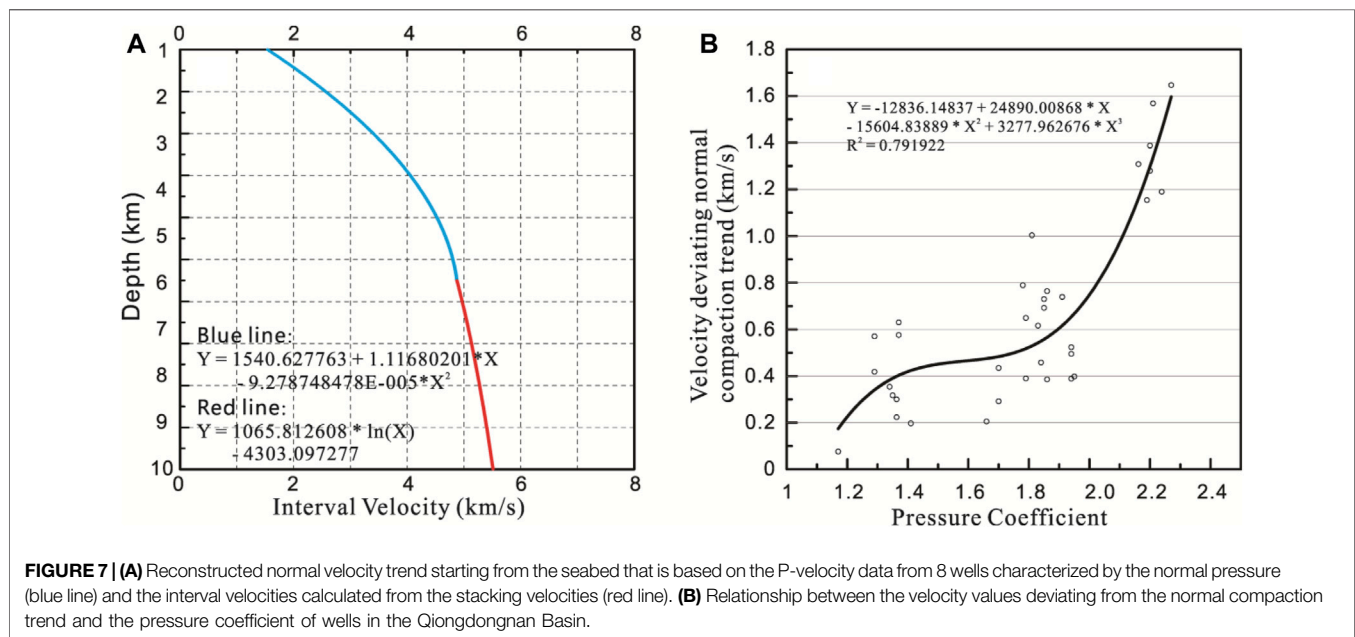 A
0 2 4 6 8
1
2
3
4
5
6
7
8
9
10
Depth (km)
Blue line:
Y = 1540.627763 + 1.11680201*X
- 9.278748478E-005*X²
Red line:
Y = 1065.812608 * ln(X)
- 4303.097277
0 2 4 6 8
Interval Velocity (km/s)
B
1.8
1.6
1.4
1.2
1.0
0.8
0.6
0.4
0.2
0
Velocity deviating normal
compaction trend (km/s)
Y = -12836.14837 + 24890.00868 * X
- 15604.83889 * X² + 3277.962676 * X³
R² = 0.791922
1 1.2 1.4 1.6 1.8 2.0 2.2 2.4
Pressure Coefficient
FIGURE 7 | (A) Reconstructed normal velocity trend starting from the seabed that is based on the P-velocity data from 8 wells characterized by the normal pressure
(blue line) and the interval velocities calculated from the stacking velocities (red line). (B) Relationship between the velocity values deviating from the normal compaction
trend and the pressure coefficient of wells in the Qiongdongnan Basin.